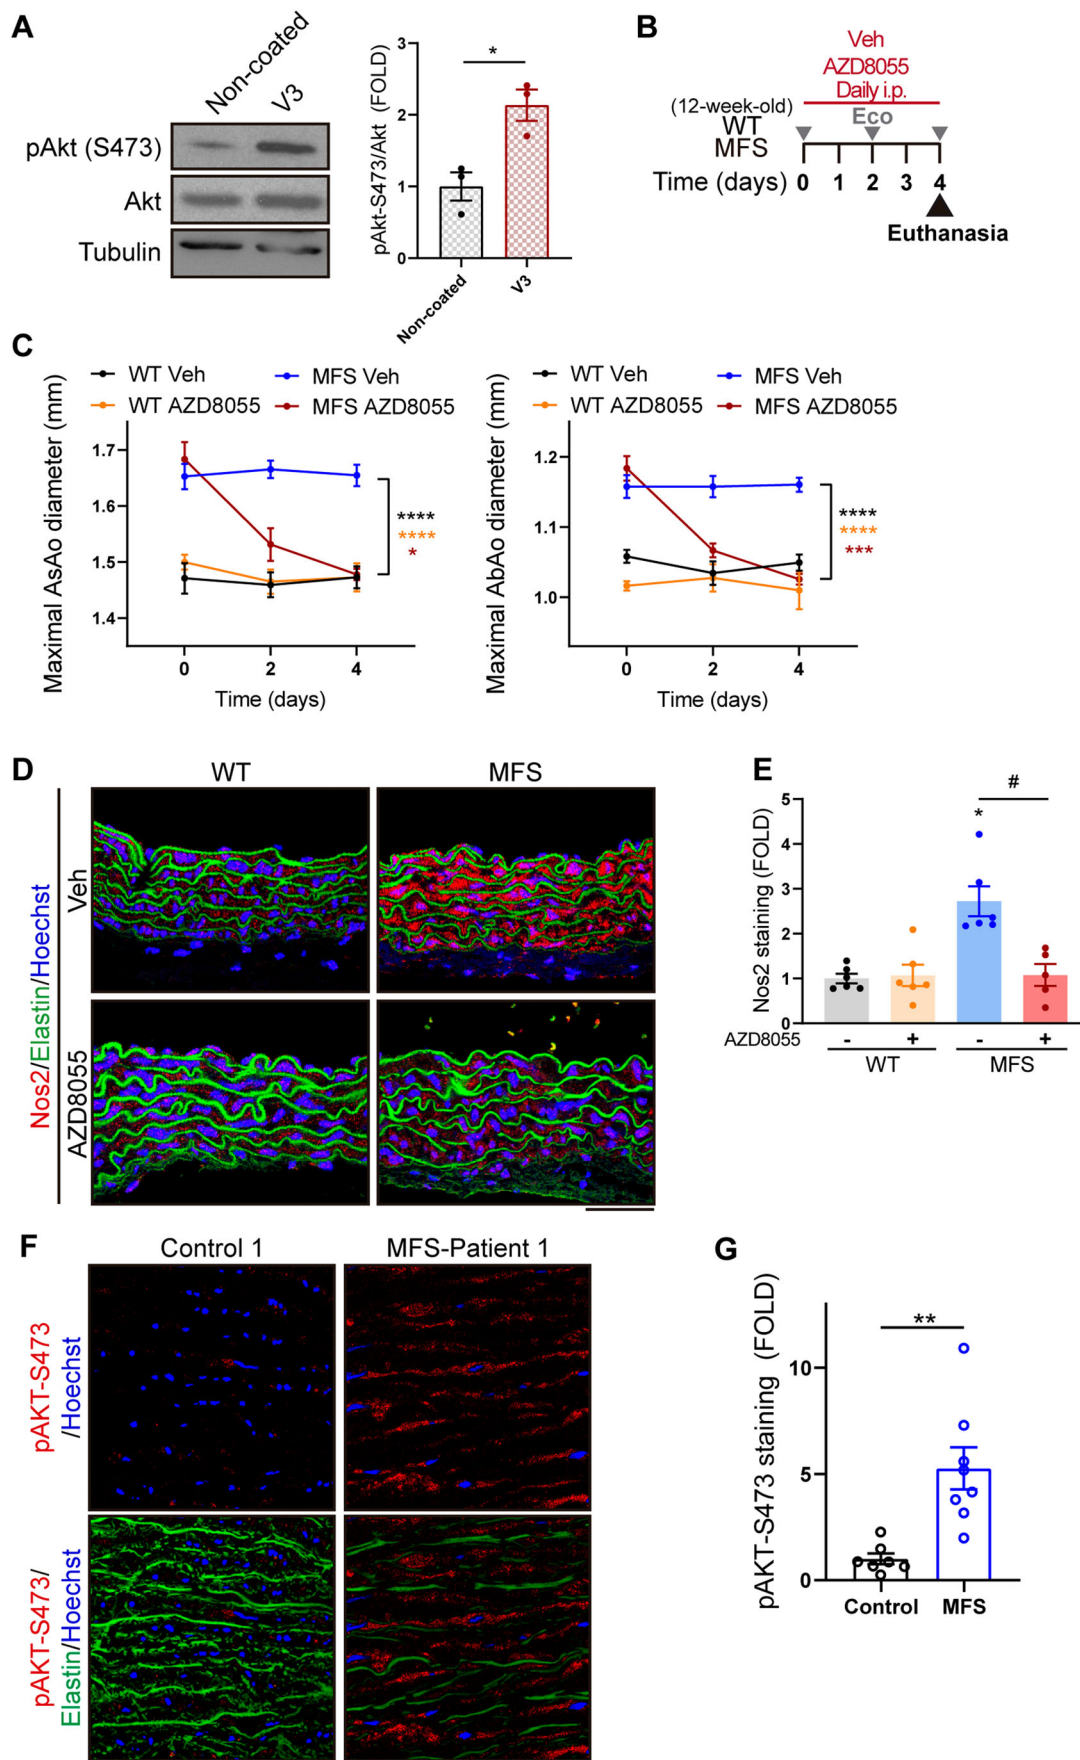 A
Non-coated
V3
pAkt (S473)
Akt
Tubulin
pAkt-S473/Akt (FOLD)
3
2
1
0
*
Non-coated
V3
B
Veh
AZD8055
Daily i.p.
(12-week-old)
WT
MFS
Eco
Time (days) 0 1 2 3 4
Euthanasia
C
WT Veh
MFS Veh
WT AZD8055
MFS AZD8055
Maximal AsAo diameter (mm)
1.7
1.6
1.5
1.4
****
****
*
0 2 4
Time (days)
WT Veh
MFS Veh
WT AZD8055
MFS AZD8055
Maximal AbAo diameter (mm)
1.2
1.1
1.0
****
****
***
0 2 4
Time (days)
D
WT MFS
Nos2/Elastin/Hoechst
Veh
AZD8055
E
Nos2 staining (FOLD)
5
4
3
2
1
0
*
#
AZD8055 - + - +
WT MFS
F
Control 1 MFS-Patient 1
pAKT-S473
/Hoechst
pAKT-S473/
Elastin/Hoechst
G
pAKT-S473 staining (FOLD)
10
5
0
**
Control MFS